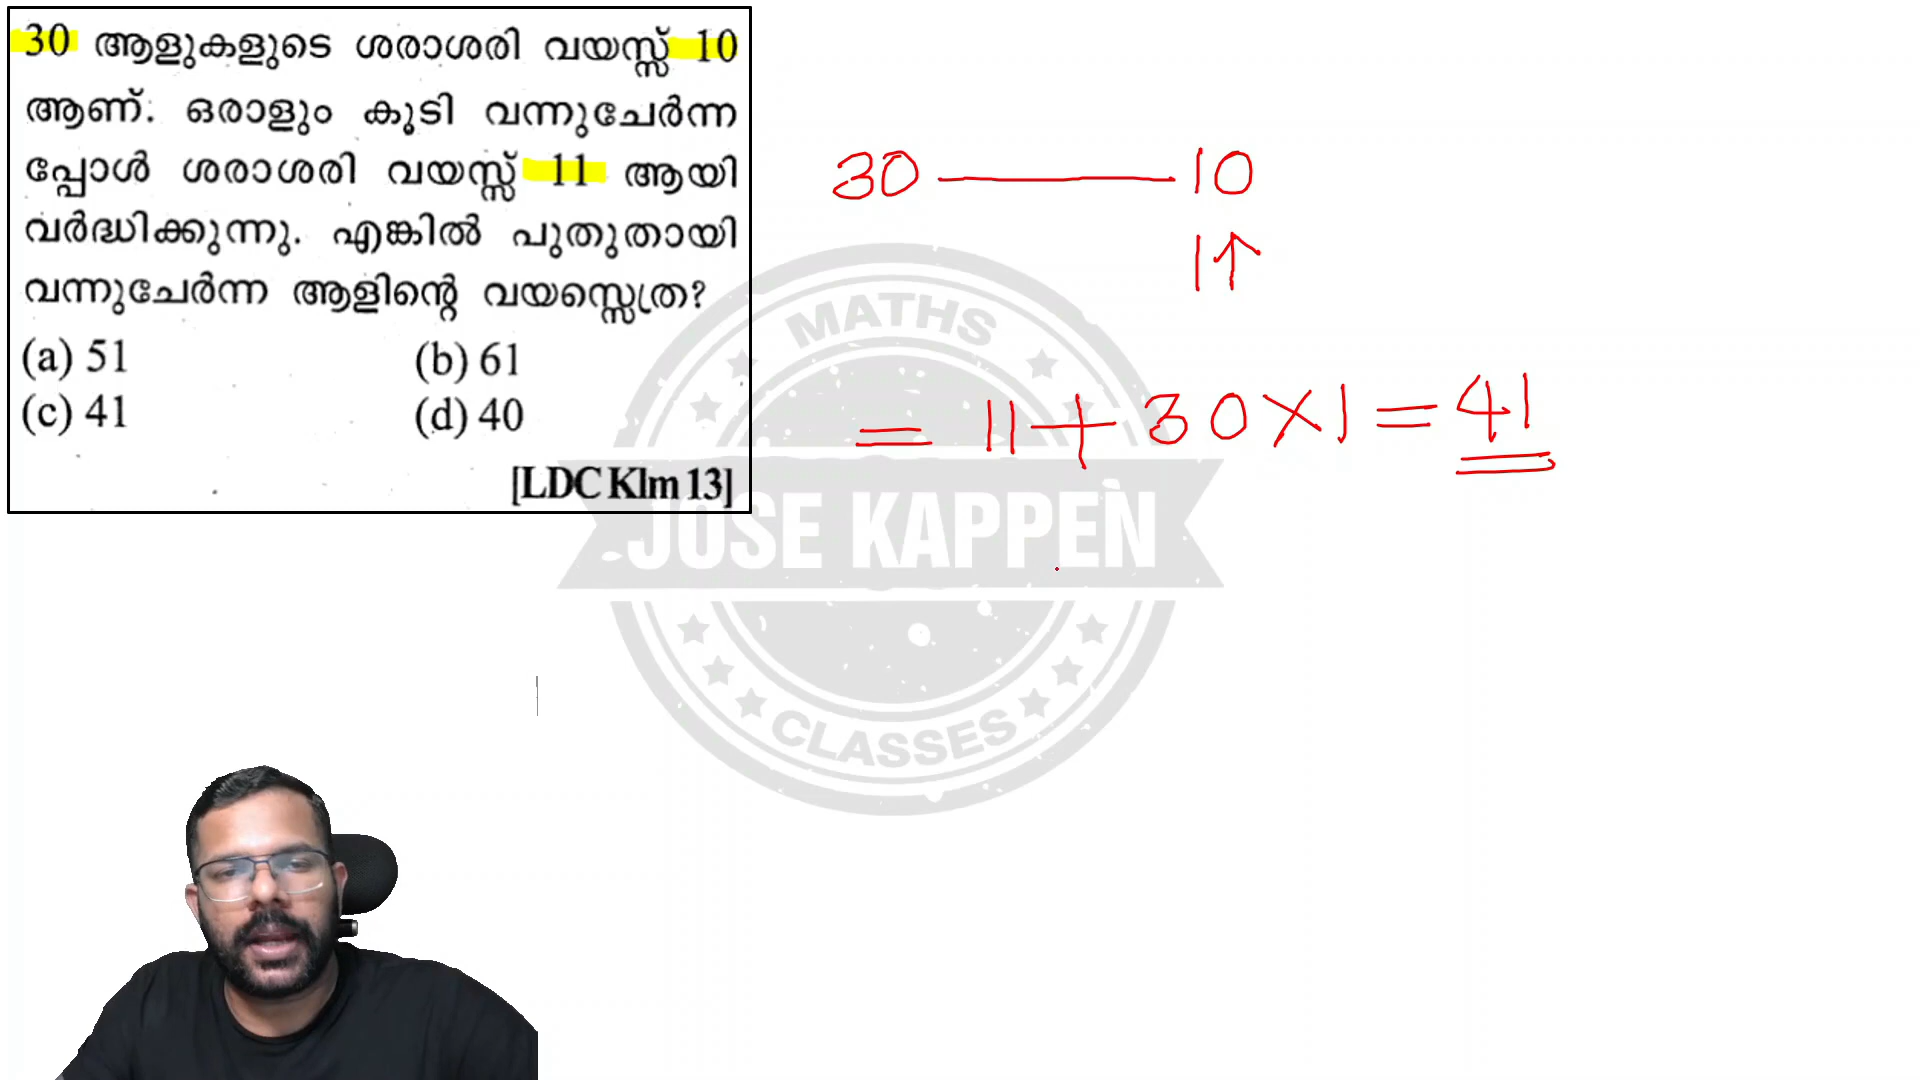 30 ആളുകളുടെ ശരാശരി വയസ്സ് 10
ആണ്. ഒരാളും കൂടി വന്നുചേർന്ന
പ്പോൾ ശരാശരി വയസ്സ് 11 ആയി
വർദ്ധിക്കുന്നു. എങ്കിൽ പുതുതായി
വന്നുചേർന്ന ആളിന്റെ വയസ്സെത്ര?
(a) 51 (b) 61
(c) 41 (d) 40
[LDC Klm 13]
30 — 10
1↑
= 11 + 30 × 1 = 41
MATHS
JOSE KAPPEN
CLASSES